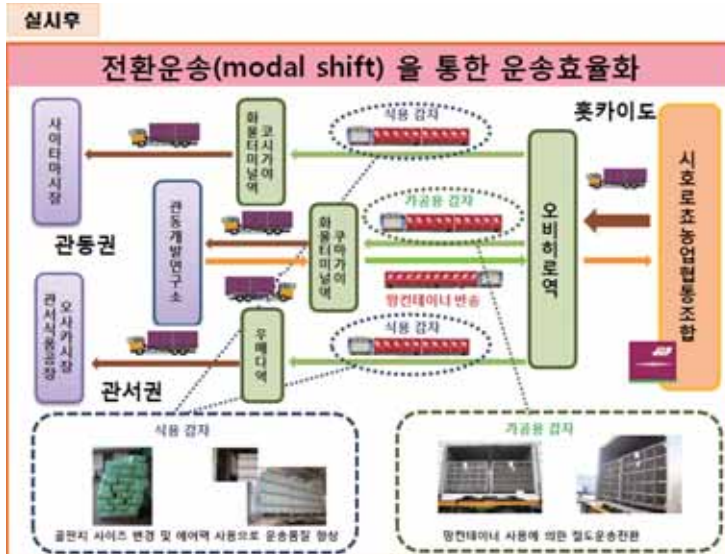 실시후
전환운송(modal shift) 을 통한 운송효율화
사이타마시장
코시가야
화물터미널역
식용 감자
홋카이도
시호로쵸농업협동조합
관동권
관동개발연구소
쿠마가이
화물터미널역
가공용 감자
오비히로역
망컨테이너 반송
오사카시장
관서식품공장
관서권
우메다역
식용 감자
식용 감자
골판지 사이즈 변경 및 에어백 사용으로 운송품질 향상
가공용 감자
망컨테이너 사용에 의한 철도운송전환